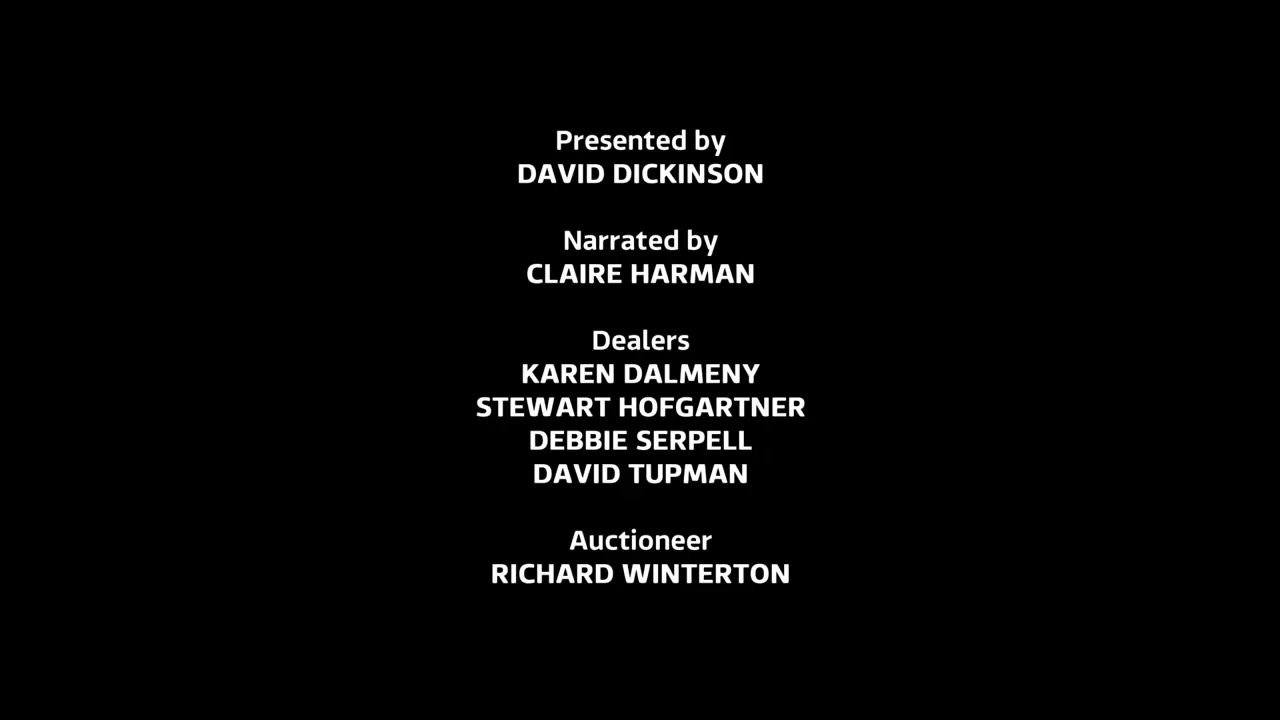 Presented by
DAVID DICKINSON
Narrated by
CLAIRE HARMAN
Dealers
KAREN DALMENY
STEWART HOFGARTNER
DEBBIE SERPELL
DAVID TUPMAN
Auctioneer
RICHARD WINTERTON